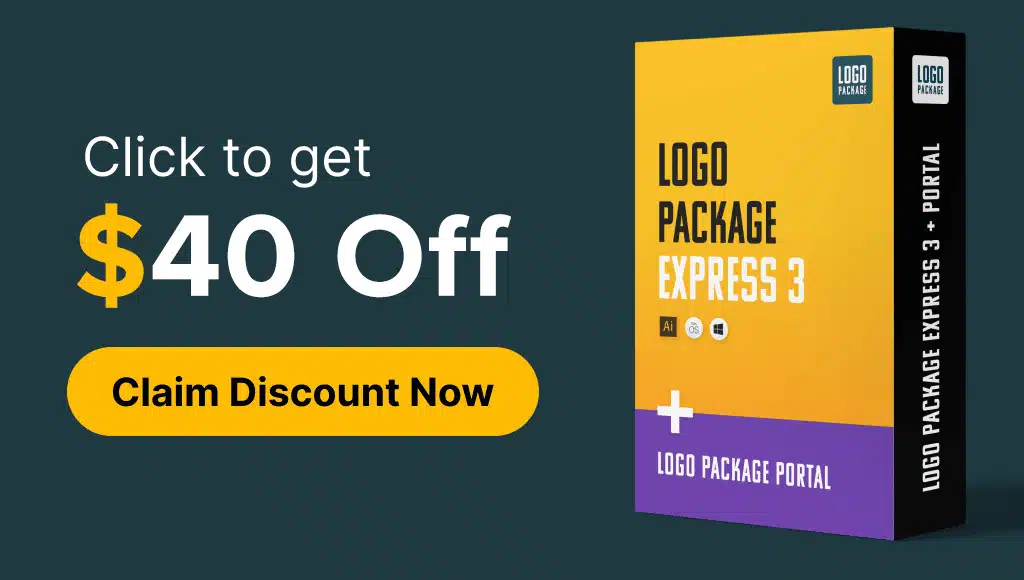 Click to get
$40 Off
Claim Discount Now
LOGO
PACKAGE
LOGO
PACKAGE
EXPRESS 3
Ai
OS
+
LOGO PACKAGE PORTAL
LOGO
PACKAGE
LOGO PACKAGE EXPRESS 3 + PORTAL